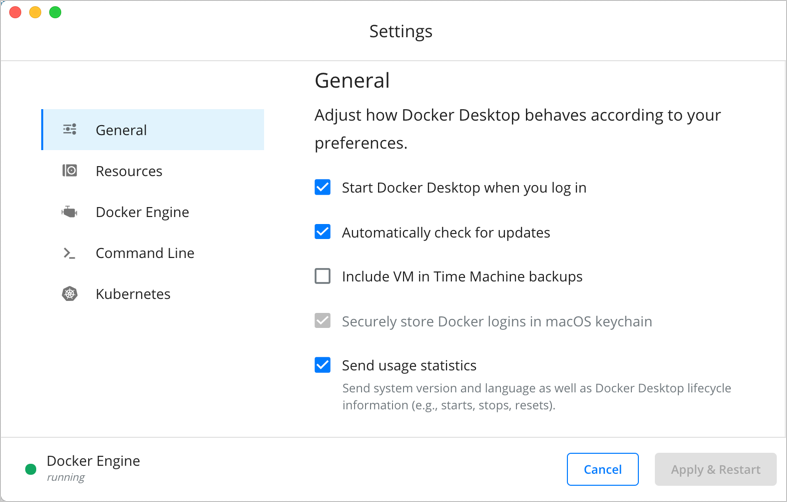 Settings
General
Resources
Docker Engine
Command Line
Kubernetes
General
Adjust how Docker Desktop behaves according to your
preferences.
Start Docker Desktop when you log in
Automatically check for updates
Include VM in Time Machine backups
Securely store Docker logins in macOS keychain
Send usage statistics
Send system version and language as well as Docker Desktop lifecycle
information (e.g., starts, stops, resets).
Docker Engine
running
Cancel
Apply & Restart